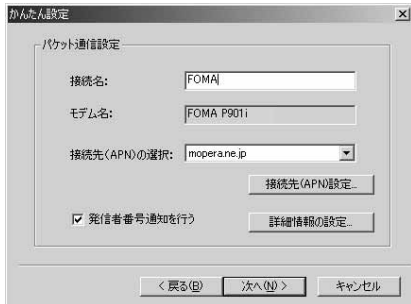 かんたん設定
パケット通信設定
接続名: FOMA
モデム名: FOMA P901i
接続先(APN)の選択: mopera.ne.jp
接続先(APN)設定...
発信者番号通知を行う
詳細情報の設定...
< 戻る(B) 次へ(N) > キャンセル